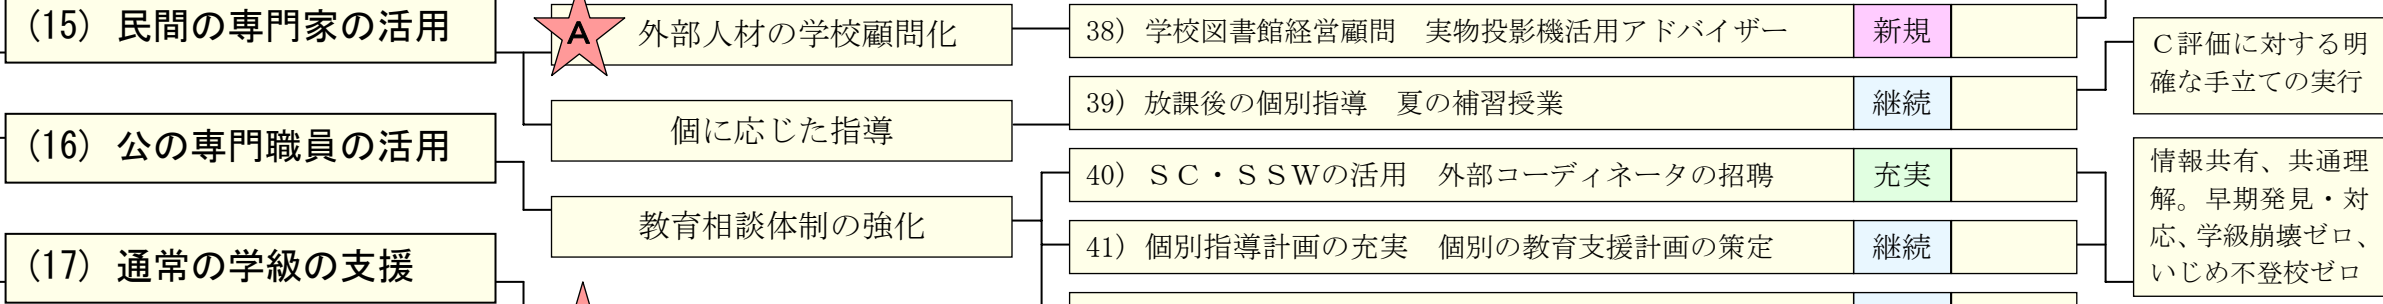 (15) 民間の専門家の活用
A
外部人材の学校顧問化
38) 学校図書館経営顧問　実物投影機活用アドバイザー
新規
Ｃ評価に対する明
確な手立ての実行
39) 放課後の個別指導　夏の補習授業
継続
個に応じた指導
(16) 公の専門職員の活用
40) ＳＣ・ＳＳＷの活用　外部コーディネータの招聘
充実
情報共有、共通理
解。早期発見・対
応、学級崩壊ゼロ、
いじめ不登校ゼロ
教育相談体制の強化
41) 個別指導計画の充実　個別の教育支援計画の策定
継続
(17) 通常の学級の支援